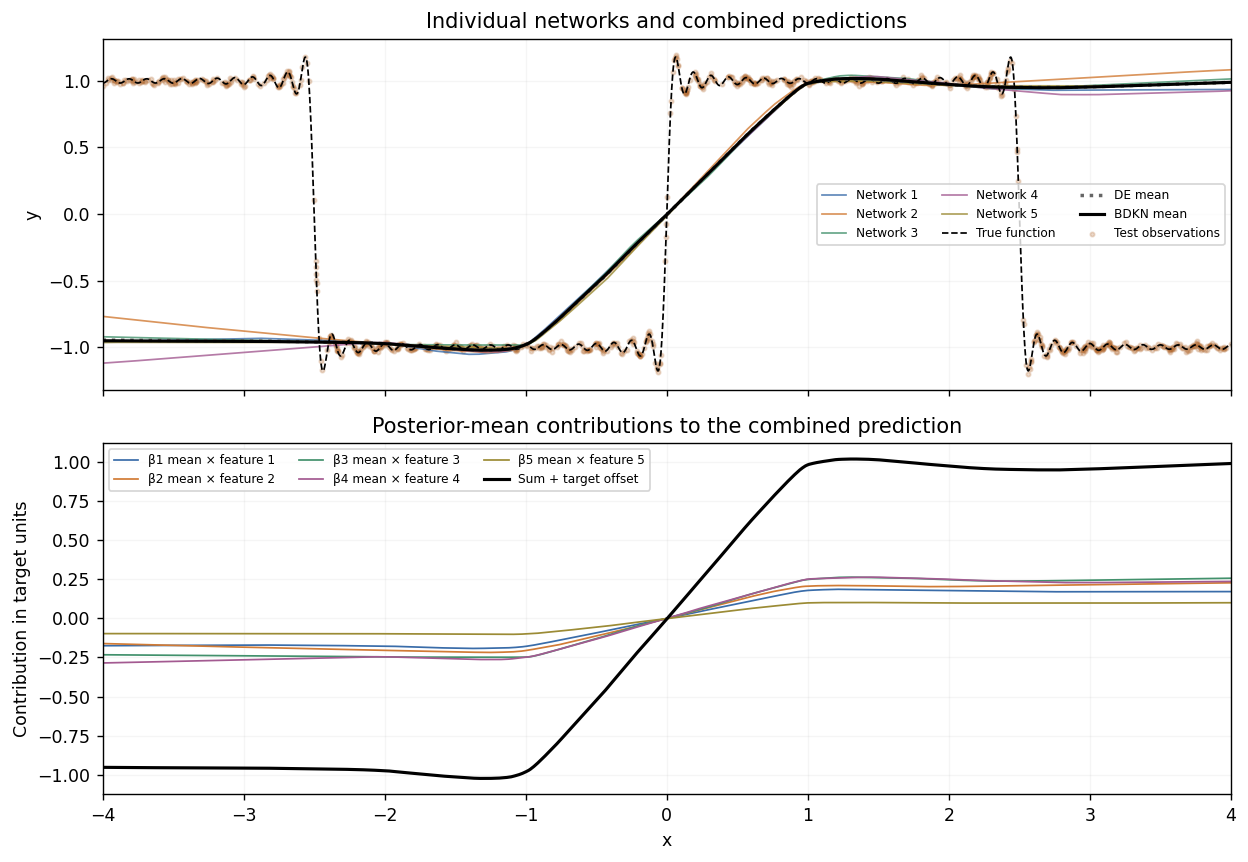 Individual networks and combined predictions
1.0
0.5
0.0
−0.5
−1.0
y
Network 1 Network 4 DE mean
Network 2 Network 5 BDKN mean
Network 3 True function Test observations
Posterior-mean contributions to the combined prediction
β1 mean × feature 1 β3 mean × feature 3 β5 mean × feature 5
β2 mean × feature 2 β4 mean × feature 4 Sum + target offset
1.00
0.75
0.50
0.25
0.00
−0.25
−0.50
−0.75
−1.00
Contribution in target units
−4 −3 −2 −1 0 1 2 3 4
x